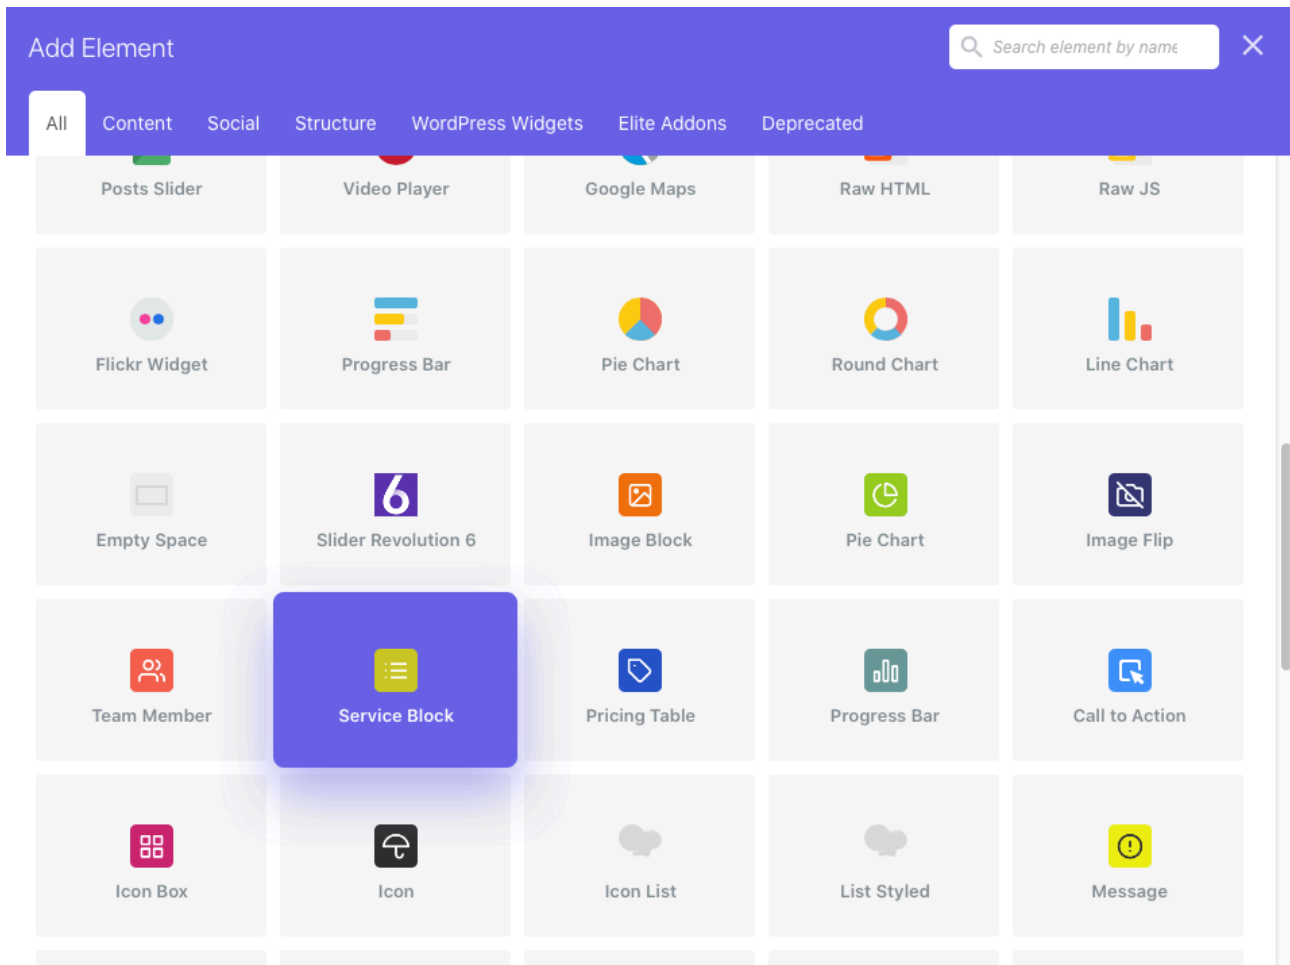 Add Element
Search element by name
All Content Social Structure WordPress Widgets Elite Addons Deprecated
Posts Slider Video Player Google Maps Raw HTML Raw JS
Flickr Widget Progress Bar Pie Chart Round Chart Line Chart
6
Empty Space Slider Revolution 6 Image Block Pie Chart Image Flip
Team Member Service Block Pricing Table Progress Bar Call to Action
Icon Box Icon Icon List List Styled Message